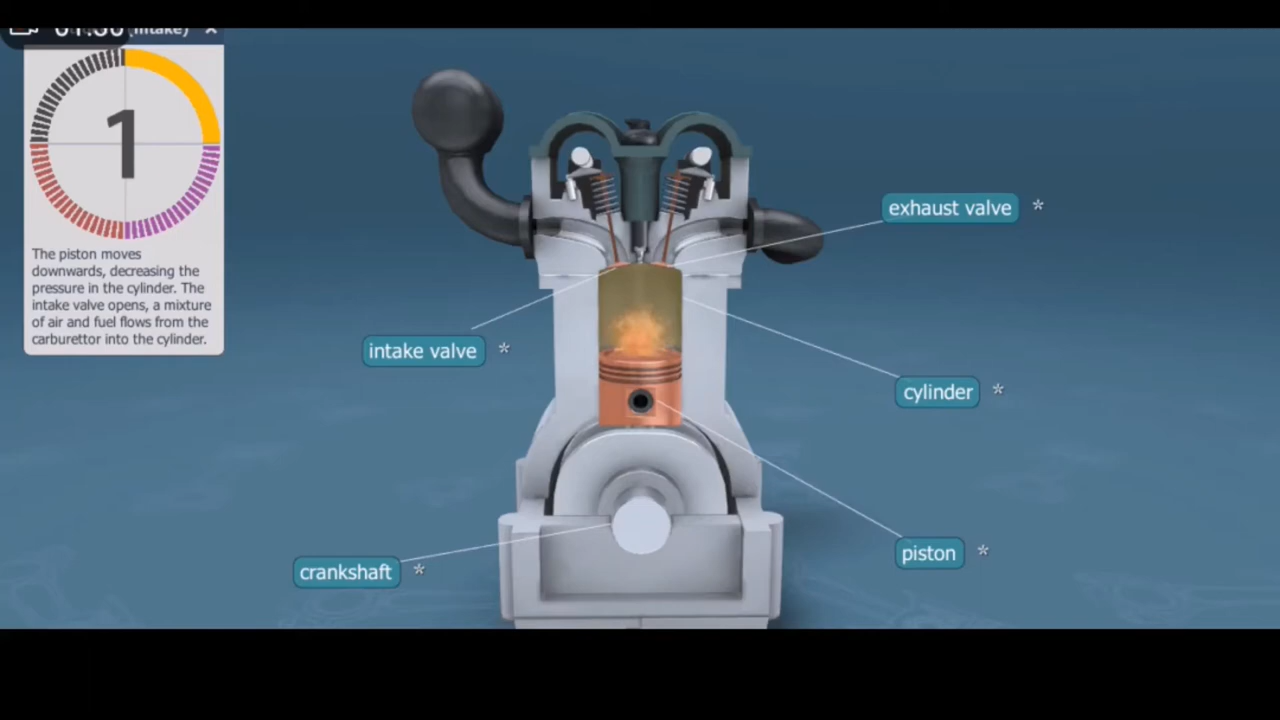 (intake) ×
1
The piston moves
downwards, decreasing the
pressure in the cylinder. The
intake valve opens, a mixture
of air and fuel flows from the
carburettor into the cylinder.
exhaust valve *
intake valve *
cylinder *
piston *
crankshaft *